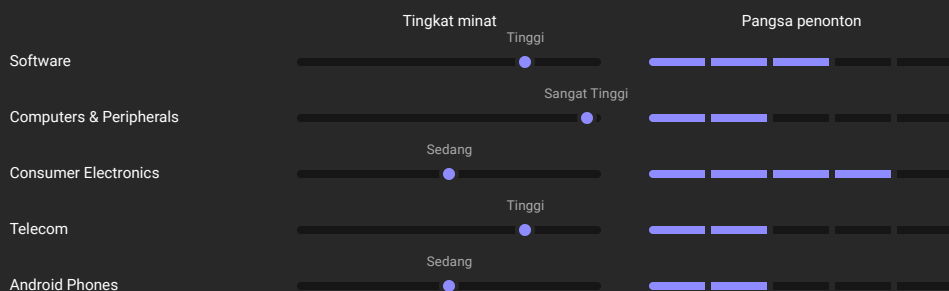 Tingkat minat Pangsa penonton
Tinggi
Software
Sangat Tinggi
Computers & Peripherals
Sedang
Consumer Electronics
Tinggi
Telecom
Sedang
Android Phones